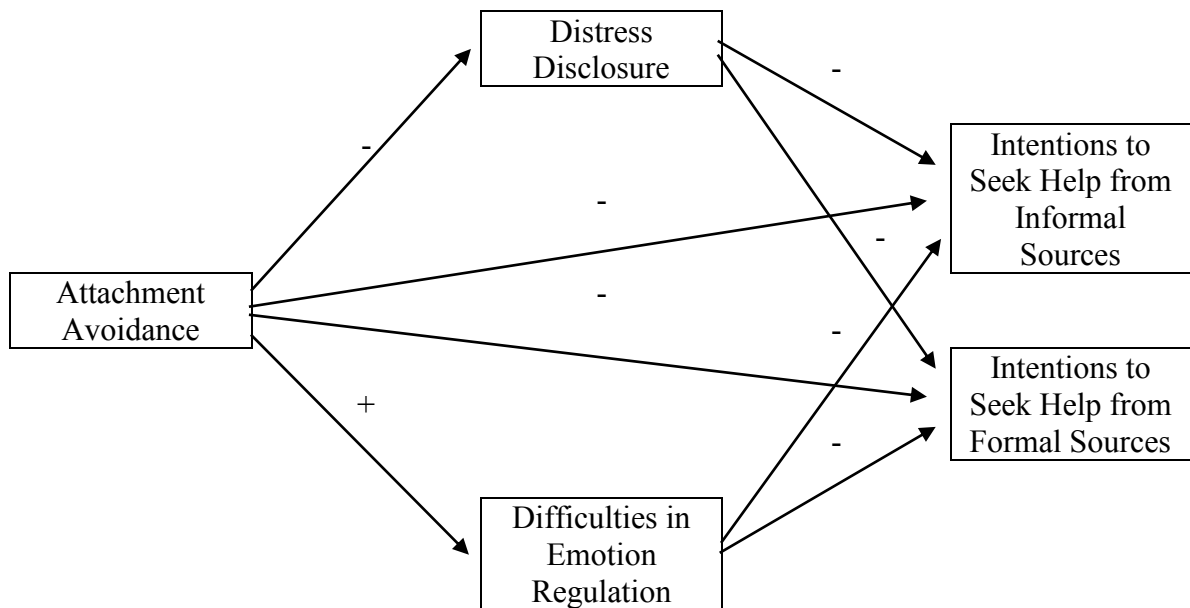 Distress
Disclosure
-
-
Intentions to
Seek Help from
Informal
Sources
-
-
Attachment
Avoidance
-
-
Intentions to
Seek Help from
Formal Sources
+
-
Difficulties in
Emotion
Regulation